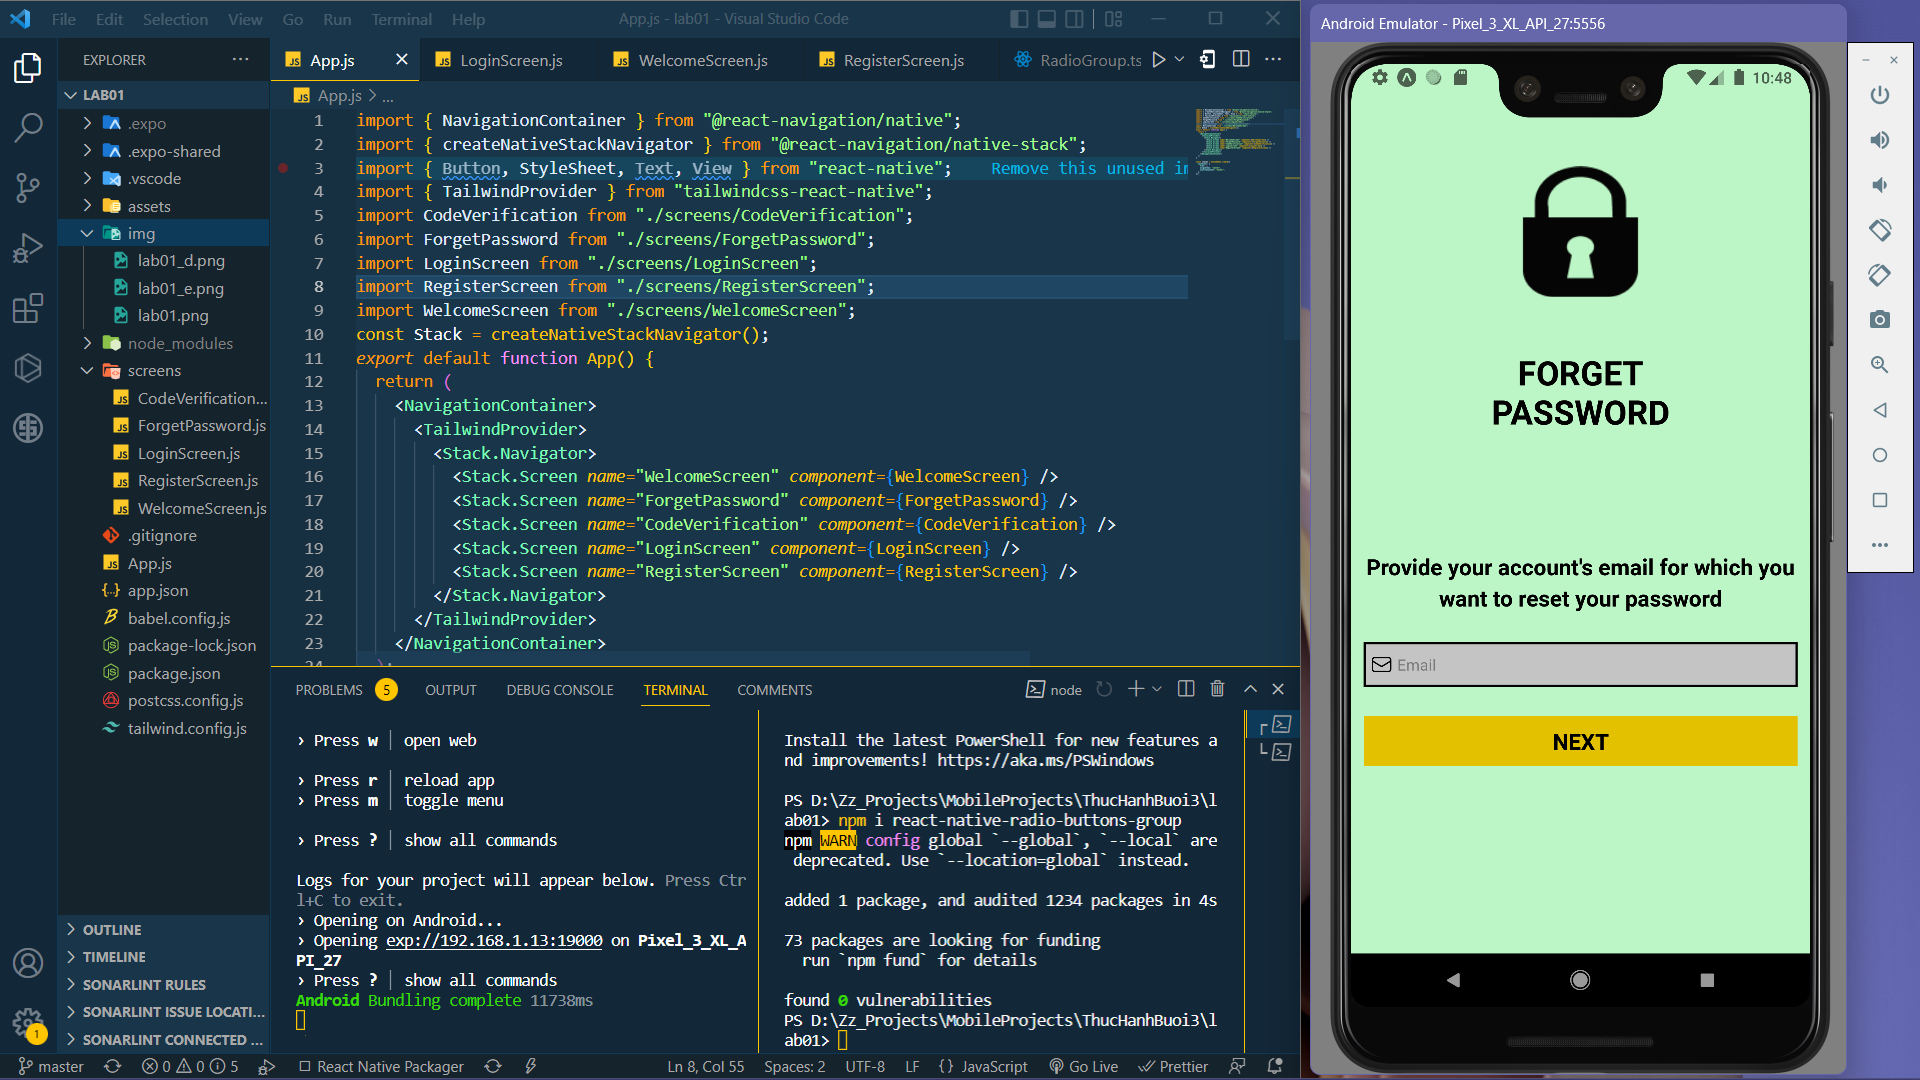 File Edit Selection View Go Run Terminal Help
App.js - lab01 - Visual Studio Code
EXPLORER
LAB01
.expo
.expo-shared
.vscode
assets
img
lab01_d.png
lab01_e.png
lab01.png
node_modules
screens
CodeVerification...
ForgetPassword.js
LoginScreen.js
RegisterScreen.js
WelcomeScreen.js
.gitignore
App.js
app.json
babel.config.js
package-lock.json
package.json
postcss.config.js
tailwind.config.js
OUTLINE
TIMELINE
SONARLINT RULES
SONARLINT ISSUE LOCATI...
SONARLINT CONNECTED ...
App.js LoginScreen.js WelcomeScreen.js RegisterScreen.js RadioGroup.ts
App.js > ...
1 import { NavigationContainer } from "@react-navigation/native";
2 import { createNativeStackNavigator } from "@react-navigation/native-stack";
3 import { Button, StyleSheet, Text, View } from "react-native"; Remove this unused im
4 import { TailwindProvider } from "tailwindcss-react-native";
5 import CodeVerification from "./screens/CodeVerification";
6 import ForgetPassword from "./screens/ForgetPassword";
7 import LoginScreen from "./screens/LoginScreen";
8 import RegisterScreen from "./screens/RegisterScreen";
9 import WelcomeScreen from "./screens/WelcomeScreen";
10 const Stack = createNativeStackNavigator();
11 export default function App() {
12 return (
13 <NavigationContainer>
14 <TailwindProvider>
15 <Stack.Navigator>
16 <Stack.Screen name="WelcomeScreen" component={WelcomeScreen} />
17 <Stack.Screen name="ForgetPassword" component={ForgetPassword} />
18 <Stack.Screen name="CodeVerification" component={CodeVerification} />
19 <Stack.Screen name="LoginScreen" component={LoginScreen} />
20 <Stack.Screen name="RegisterScreen" component={RegisterScreen} />
21 </Stack.Navigator>
22 </TailwindProvider>
23 </NavigationContainer>
24 );
PROBLEMS 5 OUTPUT DEBUG CONSOLE TERMINAL COMMENTS
node
› Press w │ open web
› Press r │ reload app
› Press m │ toggle menu
› Press ? │ show all commands
Logs for your project will appear below. Press Ctr
l+C to exit.
› Opening on Android...
› Opening exp://192.168.1.13:19000 on Pixel_3_XL_A
PI_27
› Press ? │ show all commands
Android Bundling complete 11738ms
Install the latest PowerShell for new features a
nd improvements! https://aka.ms/PSWindows
PS D:\Zz_Projects\MobileProjects\ThucHanhBuoi3\l
ab01> npm i react-native-radio-buttons-group
npm WARN config global `--global`, `--local` are
deprecated. Use `--location=global` instead.
added 1 package, and audited 1234 packages in 4s
73 packages are looking for funding
run `npm fund` for details
found 0 vulnerabilities
PS D:\Zz_Projects\MobileProjects\ThucHanhBuoi3\l
ab01>
1
master 0 0 5 React Native Packager Ln 8, Col 55 Spaces: 2 UTF-8 LF {} JavaScript Go Live Prettier
Android Emulator - Pixel_3_XL_API_27:5556
10:48
FORGET
PASSWORD
Provide your account's email for which you
want to reset your password
Email
NEXT